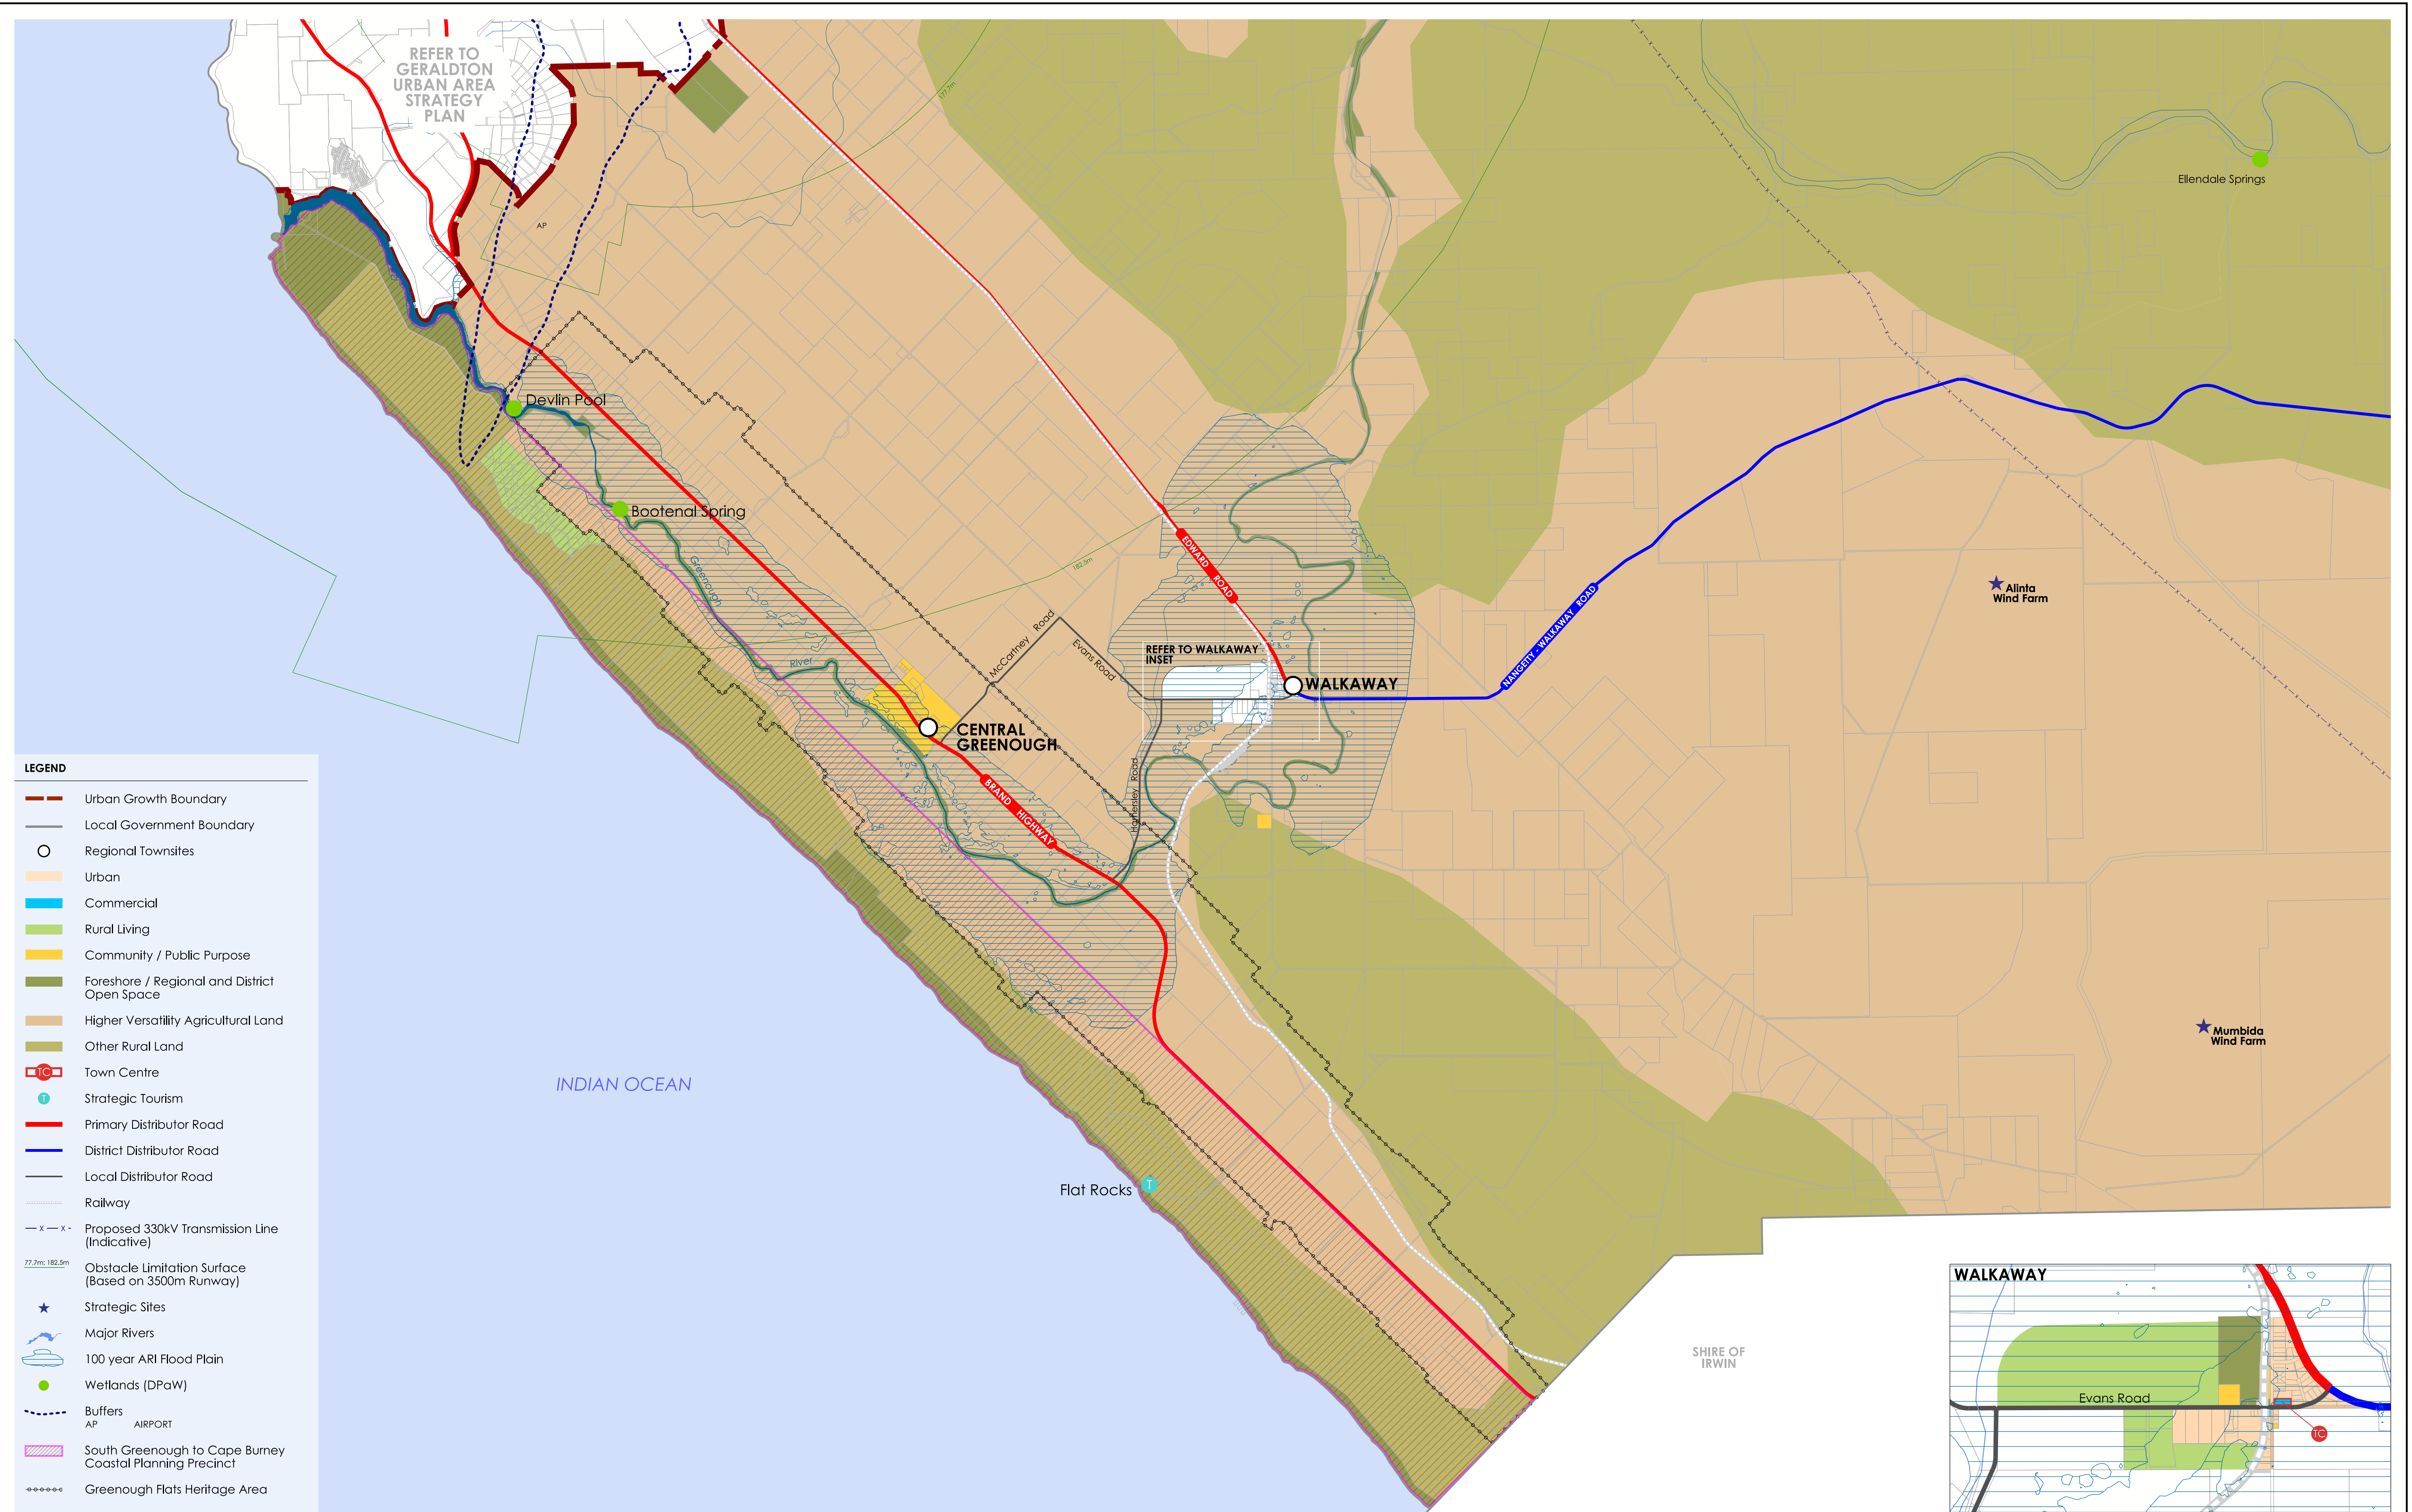 REFER TO
GERALDTON
URBAN AREA
STRATEGY
PLAN
177.7m
Ellendale Springs
AP
Devlin Pool
Bootenal Spring
EDWARD ROAD
182.5m
Greenough
River
McCartney Road
Evans Road
REFER TO WALKAWAY
INSET
WALKAWAY
NANGETTY - WALKAWAY ROAD
Alinta
Wind Farm
CENTRAL
GREENOUGH
BRAND HIGHWAY
Hamersley Road
Mumbida
Wind Farm
INDIAN OCEAN
Flat Rocks
T
SHIRE OF
IRWIN
LEGEND
Urban Growth Boundary
Local Government Boundary
Regional Townsites
Urban
Commercial
Rural Living
Community / Public Purpose
Foreshore / Regional and District
Open Space
Higher Versatility Agricultural Land
Other Rural Land
TC Town Centre
T Strategic Tourism
Primary Distributor Road
District Distributor Road
Local Distributor Road
Railway
Proposed 330kV Transmission Line
(Indicative)
77.7m; 182.5m Obstacle Limitation Surface
(Based on 3500m Runway)
Strategic Sites
Major Rivers
100 year ARI Flood Plain
Wetlands (DPaW)
Buffers
AP AIRPORT
South Greenough to Cape Burney
Coastal Planning Precinct
Greenough Flats Heritage Area
WALKAWAY
Evans Road
TC